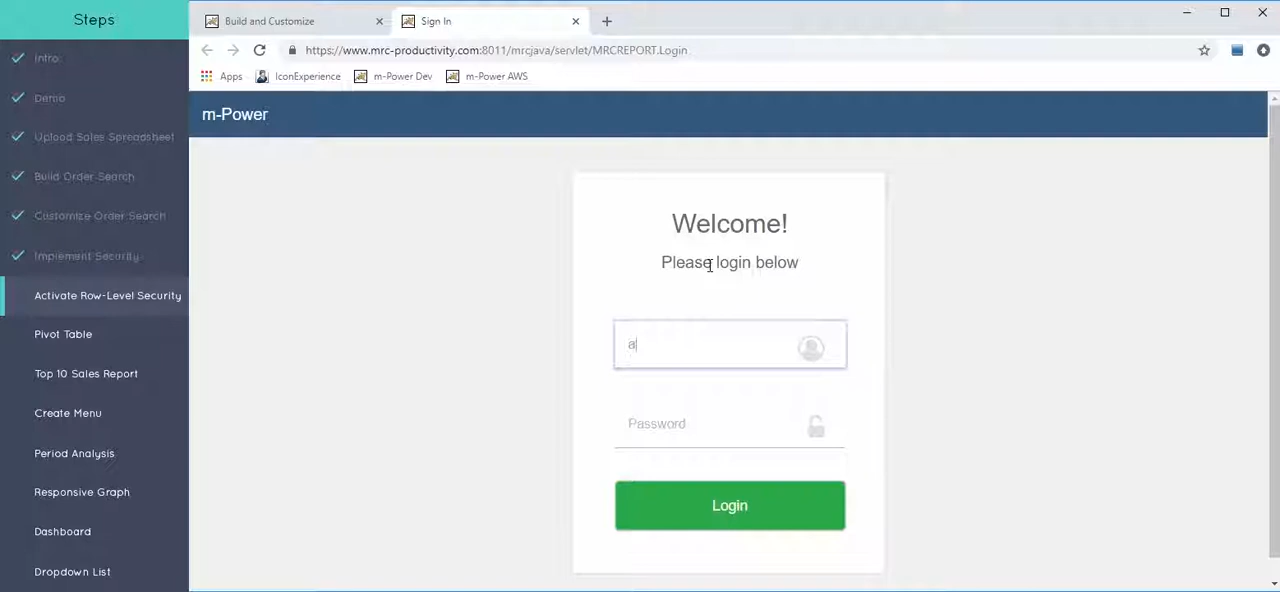 Steps
Intro
Demo
Upload Sales Spreadsheet
Build Order Search
Customize Order Search
Implement Security
Activate Row-Level Security
Pivot Table
Top 10 Sales Report
Create Menu
Period Analysis
Responsive Graph
Dashboard
Dropdown List
Build and Customize
Sign In
https://www.mrc-productivity.com:8011/mrcjava/servlet/MRCREPORT.Login
Apps IconExperience m-Power Dev m-Power AWS
m-Power
Welcome!
Please login below
a
Password
Login